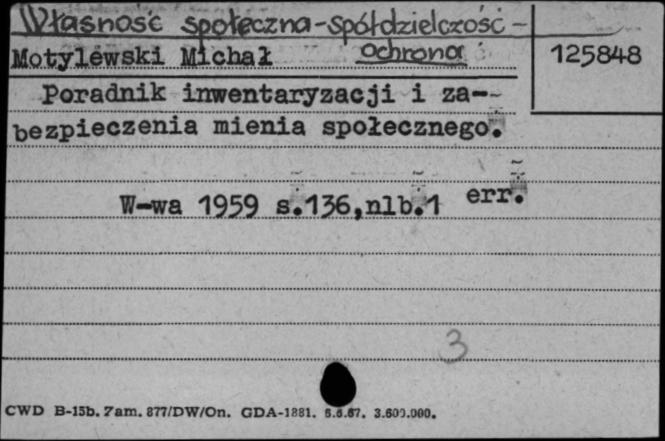 Własność społeczna-spółdzielczość-
ochrona
125848
Motylewski Michał
Poradnik inwentaryzacji i za-
bezpieczenia mienia społecznego.
W-wa 1959 s.136,nlb.1 err.
3
CWD B-15b. Zam. 877/DW/On. GDA-1881. 6.6.67. 3.600.000.